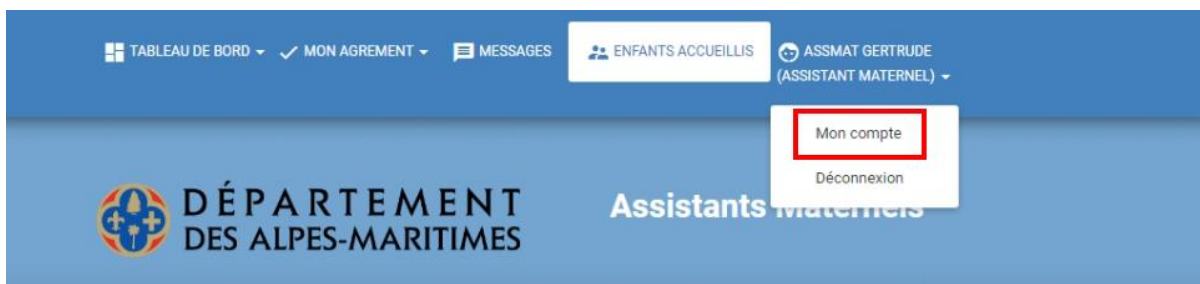 TABLEAU DE BORD
MON AGREMENT
MESSAGES
ENFANTS ACCUEILLIS
ASSMAT GERTRUDE
(ASSISTANT MATERNEL)
Mon compte
Déconnexion
DÉPARTEMENT
DES ALPES-MARITIMES
Assistants Maternels